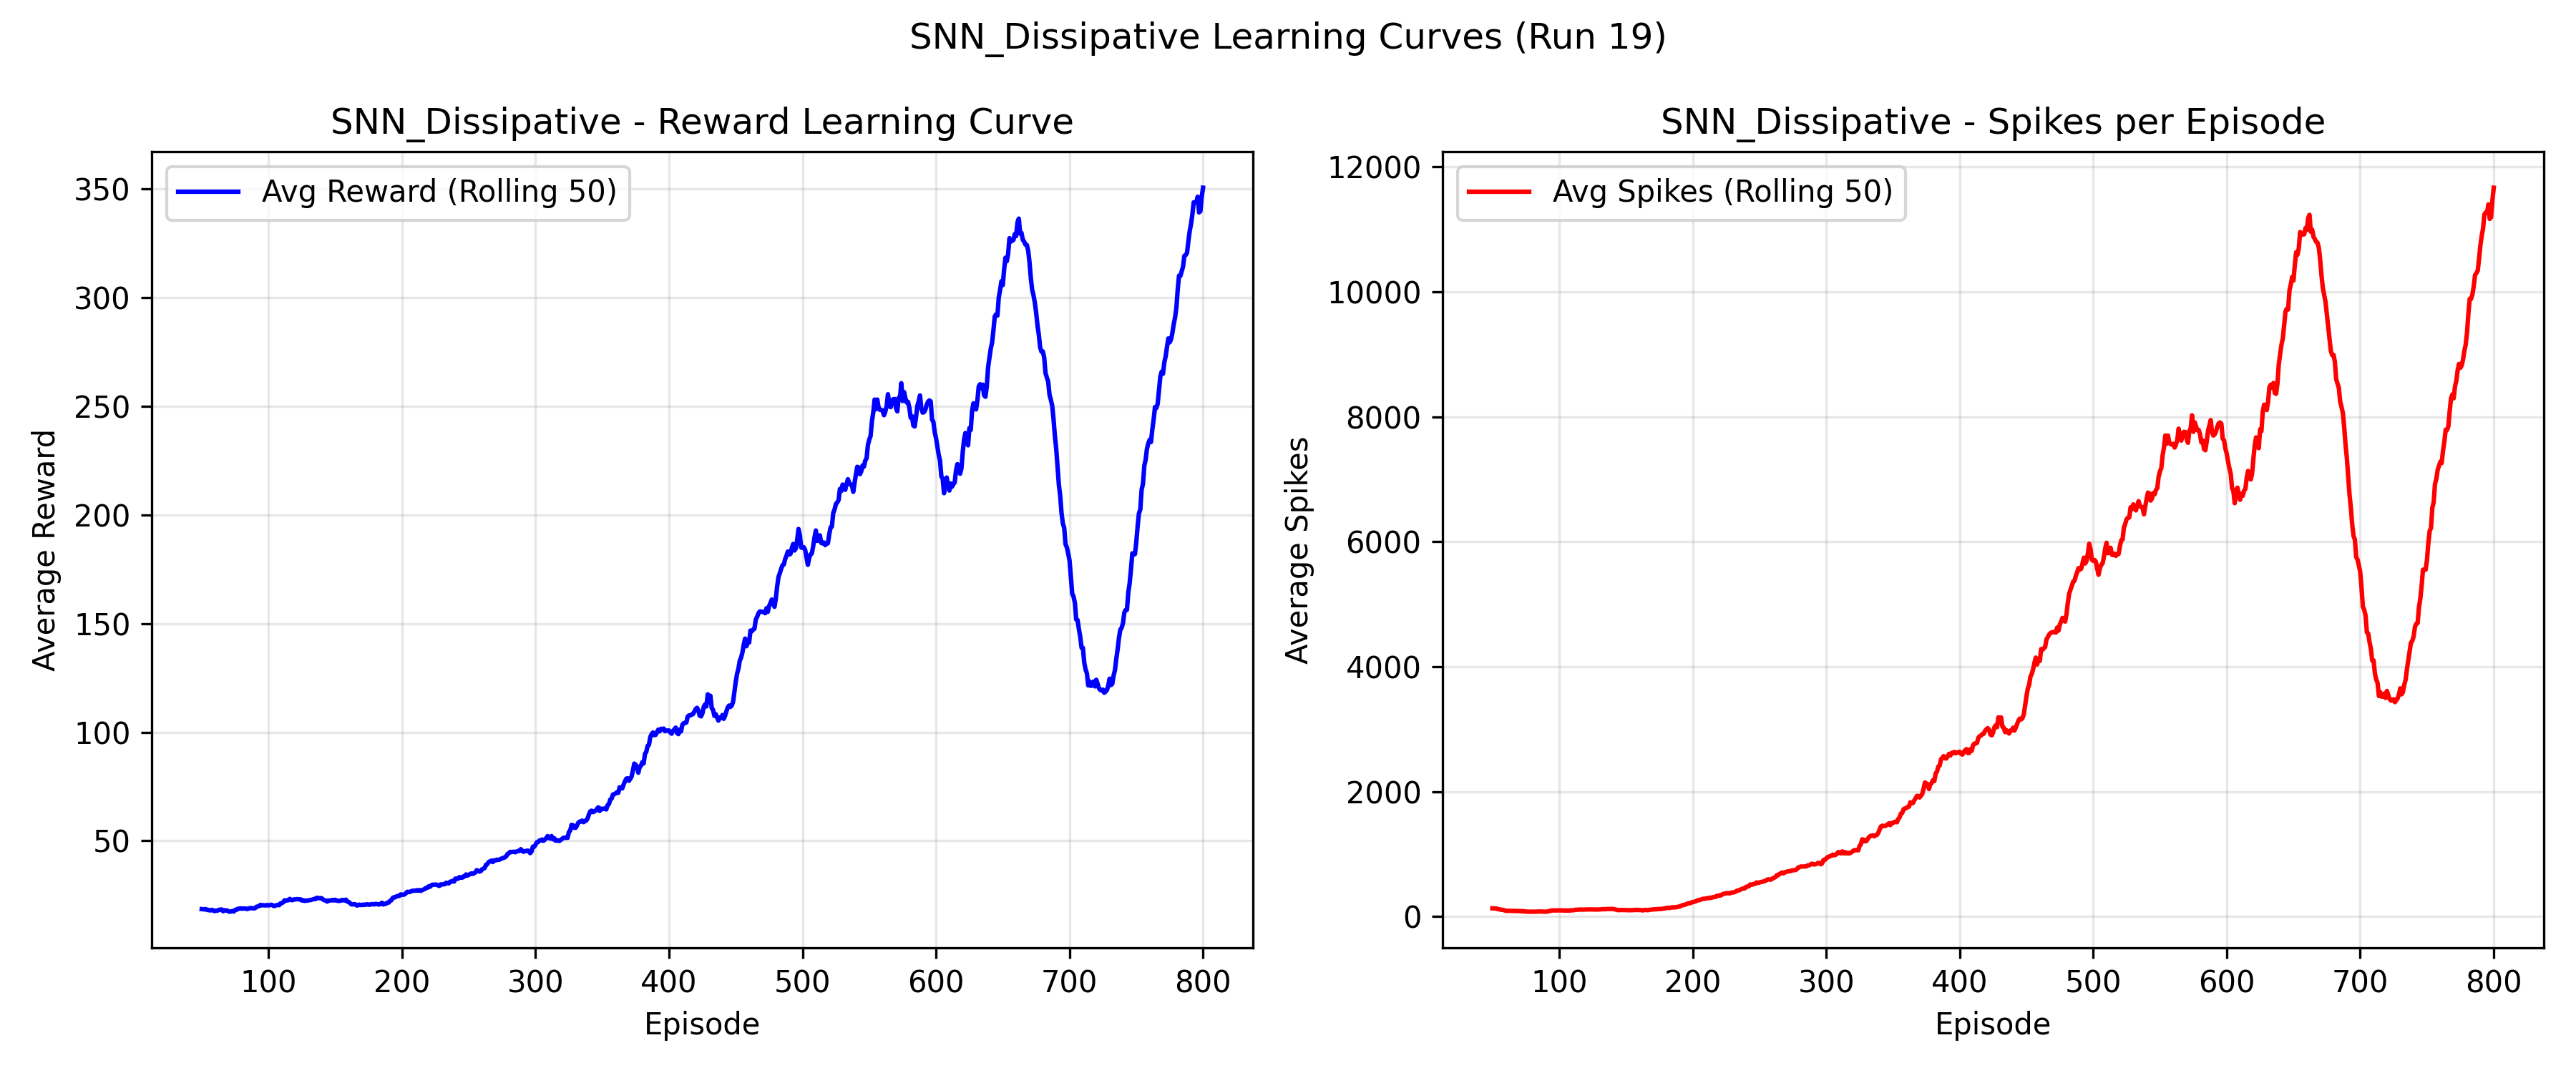 SNN_Dissipative Learning Curves (Run 19)
SNN_Dissipative - Reward Learning Curve
Avg Reward (Rolling 50)
350
300
250
200
150
100
50
Average Reward
100 200 300 400 500 600 700 800
Episode
SNN_Dissipative - Spikes per Episode
Avg Spikes (Rolling 50)
12000
10000
8000
6000
4000
2000
0
Average Spikes
100 200 300 400 500 600 700 800
Episode